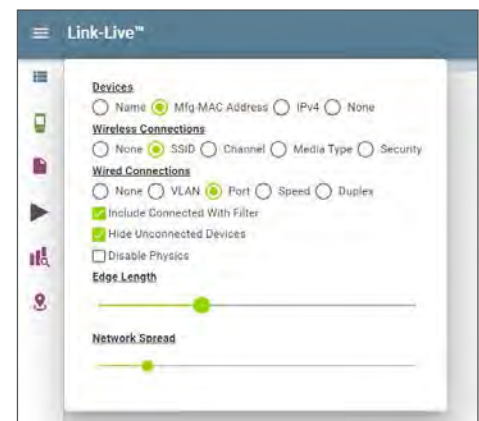 Link-Live™
Devices
Name Mfg-MAC Address IPv4 None
Wireless Connections
None SSID Channel Media Type Security
Wired Connections
None VLAN Port Speed Duplex
Include Connected With Filter
Hide Unconnected Devices
Disable Physics
Edge Length
Network Spread